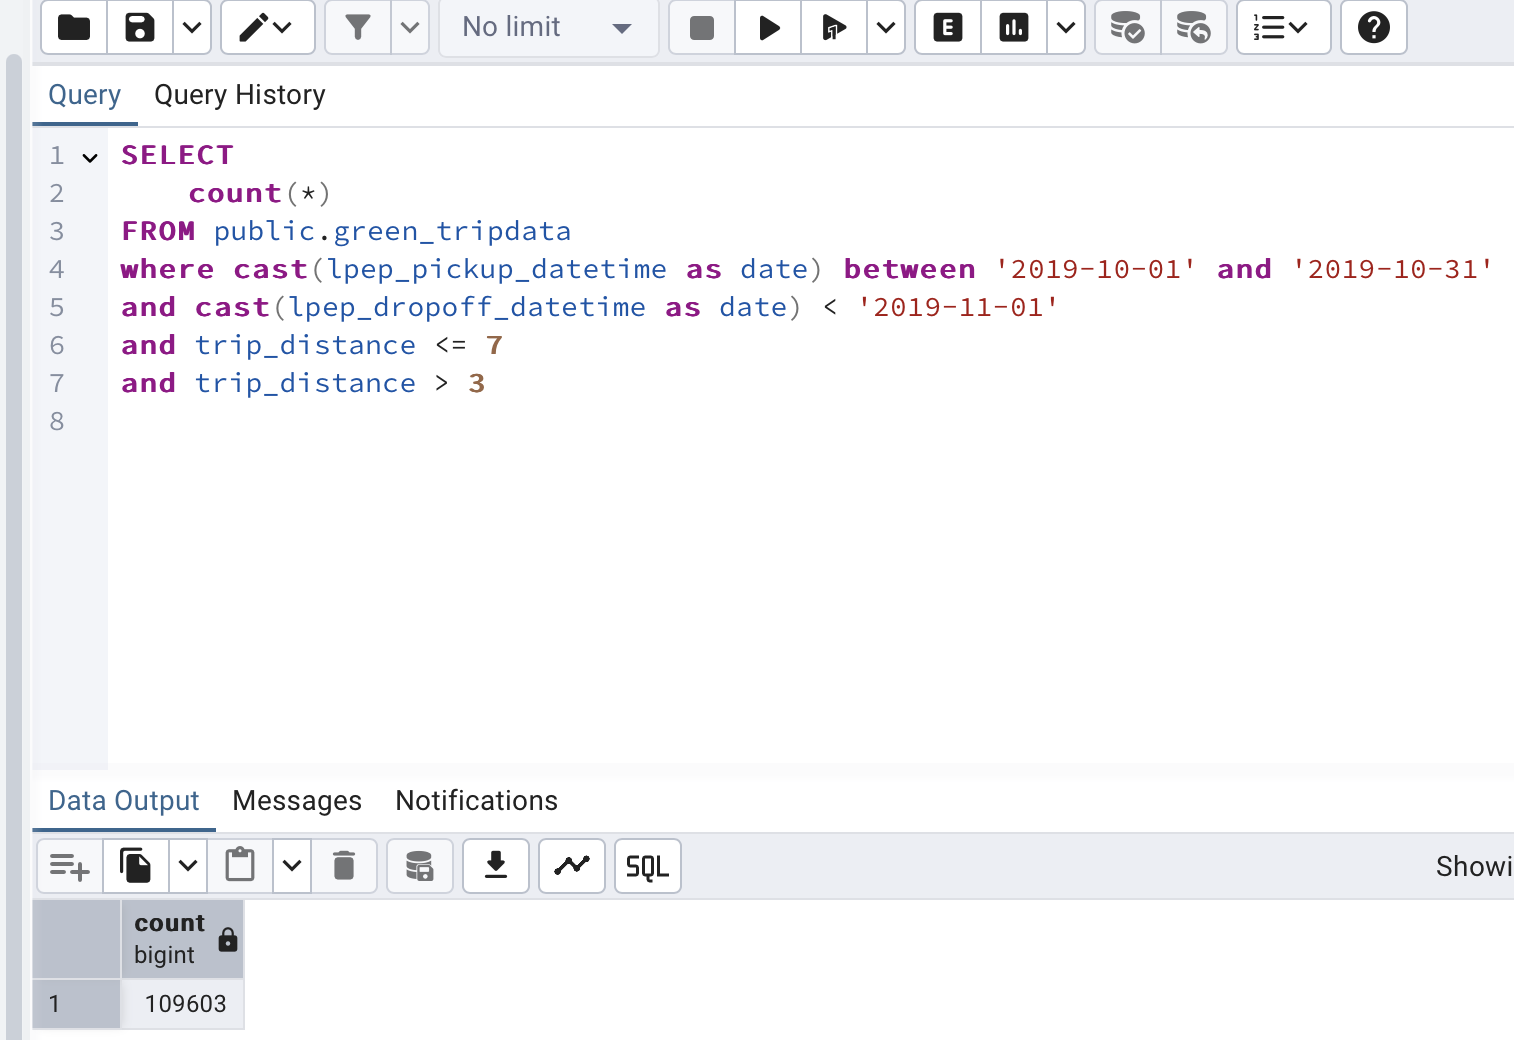 No limit
E
Query Query History
1 SELECT
2 count(*)
3 FROM public.green_tripdata
4 where cast(lpep_pickup_datetime as date) between '2019-10-01' and '2019-10-31'
5 and cast(lpep_dropoff_datetime as date) < '2019-11-01'
6 and trip_distance <= 7
7 and trip_distance > 3
8
Data Output Messages Notifications
SQL Showi
count
bigint
1 109603